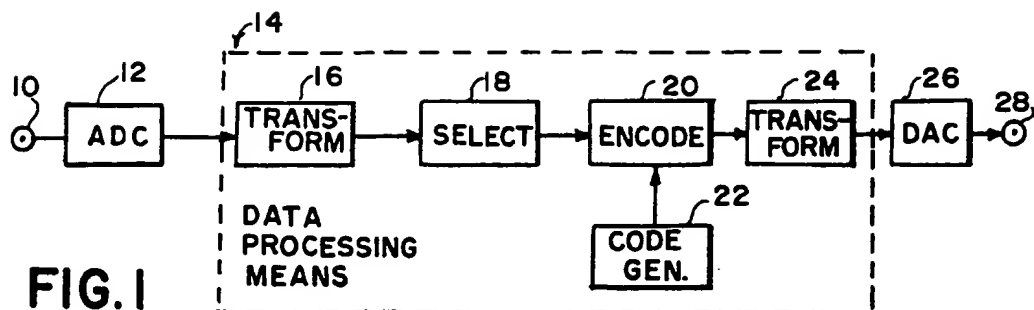 14
10
12
16
18
20
24
26
28
ADC
TRANS-
FORM
SELECT
ENCODE
TRANS-
FORM
DAC
22
CODE
GEN.
DATA
PROCESSING
MEANS
FIG. 1